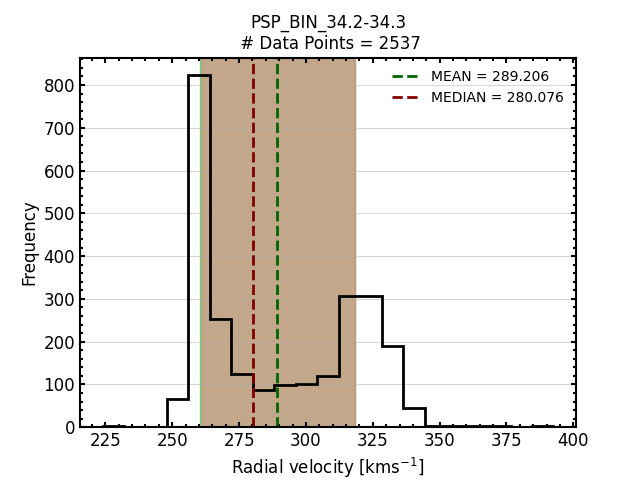 PSP_BIN_34.2-34.3
# Data Points = 2537
MEAN = 289.206
MEDIAN = 280.076
800
700
600
500
400
300
200
100
0
Frequency
225 250 275 300 325 350 375 400
Radial velocity [kms⁻¹]